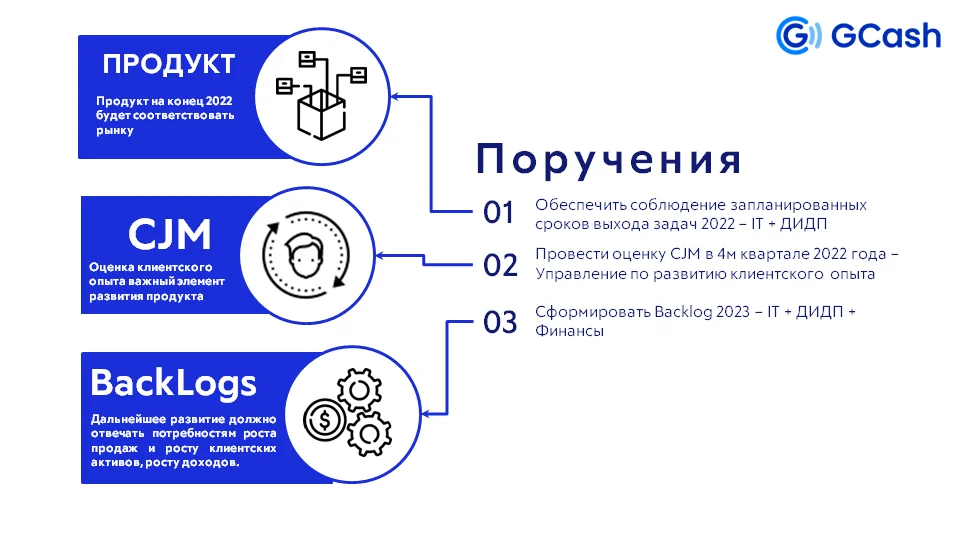 GCash
ПРОДУКТ
Продукт на конец 2022
будет соответствовать
рынку
CJM
Оценка клиентского
опыта важный элемент
развития продукта
BackLogs
Дальнейшее развитие должно
отвечать потребностям роста
продаж и росту клиентских
активов, росту доходов.
$
Поручения
01
Обеспечить соблюдение запланированных
сроков выхода задач 2022 – IT + ДИДП
02
Провести оценку CJM в 4м квартале 2022 года –
Управление по развитию клиентского опыта
03
Сформировать Backlog 2023 – IT + ДИДП +
Финансы